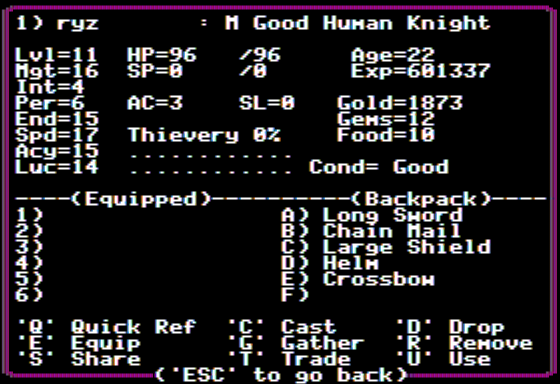 1) ryz : M Good Human Knight
Lvl=11 HP=96 /96 Age=22
Mgt=16 SP=0 /0 Exp=601337
Int=4
Per=6 AC=3 SL=0 Gold=1873
End=15 Gems=12
Spd=17 Thievery 0% Food=10
Acy=15 .............
Luc=14 ............. Cond= Good
----(Equipped)----------(Backpack)----
1) A) Long Sword
2) B) Chain Mail
3) C) Large Shield
4) D) Helm
5) E) Crossbow
6) F)
'Q' Quick Ref 'C' Cast 'D' Drop
'E' Equip 'G' Gather 'R' Remove
'S' Share 'T' Trade 'U' Use
('ESC' to go back)